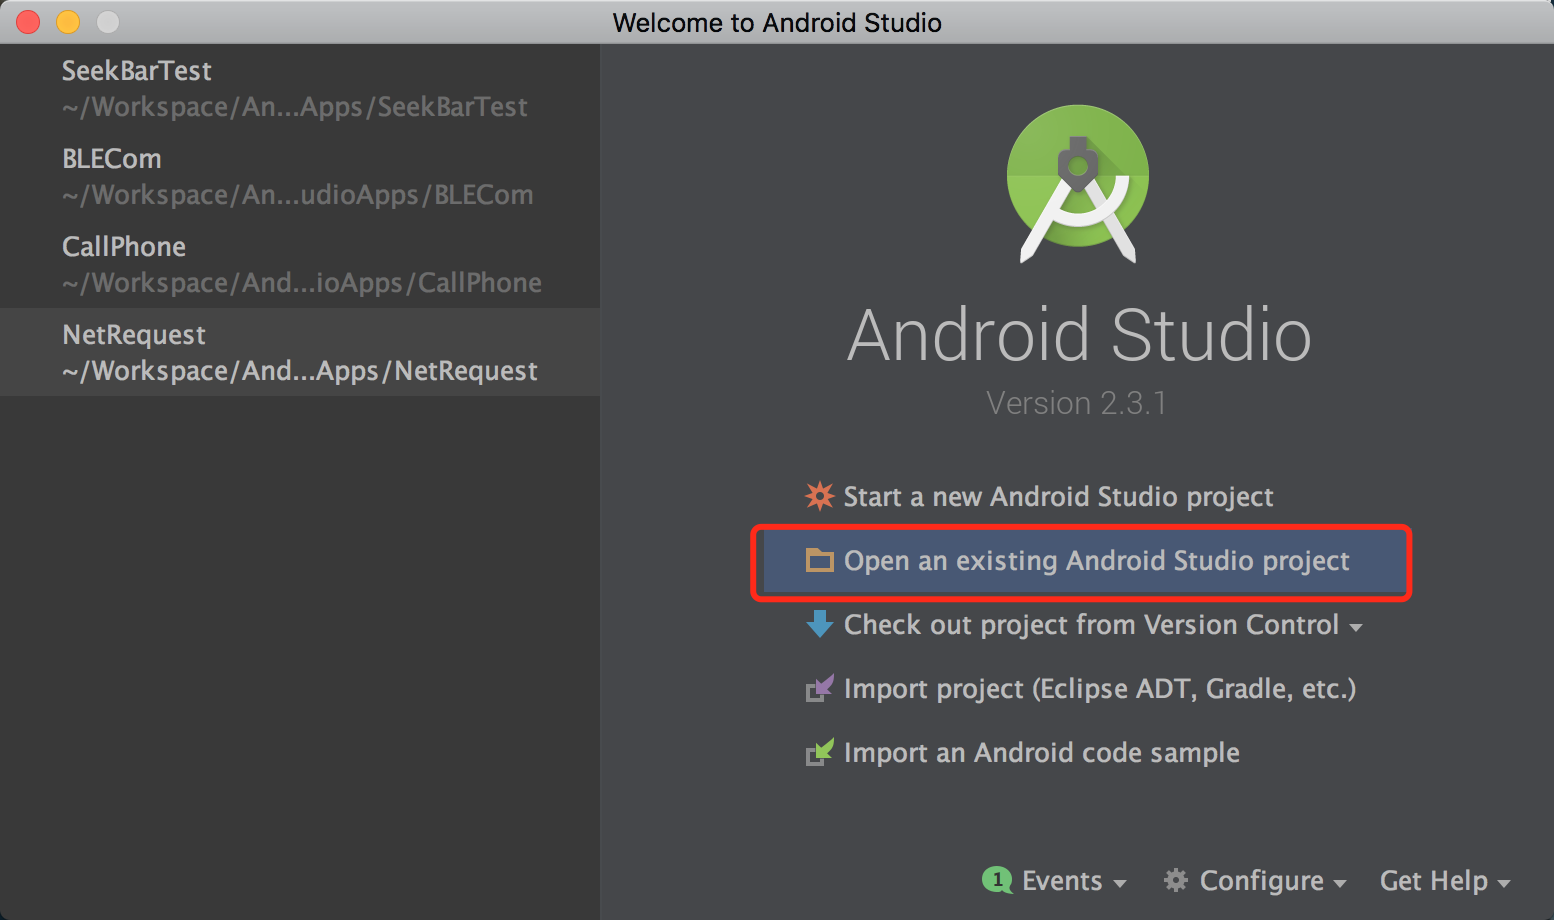 Welcome to Android Studio
SeekBarTest
~/Workspace/An...Apps/SeekBarTest
BLECom
~/Workspace/An...udioApps/BLECom
CallPhone
~/Workspace/And...ioApps/CallPhone
NetRequest
~/Workspace/And...Apps/NetRequest
Android Studio
Version 2.3.1
Start a new Android Studio project
Open an existing Android Studio project
Check out project from Version Control
Import project (Eclipse ADT, Gradle, etc.)
Import an Android code sample
1 Events Configure Get Help